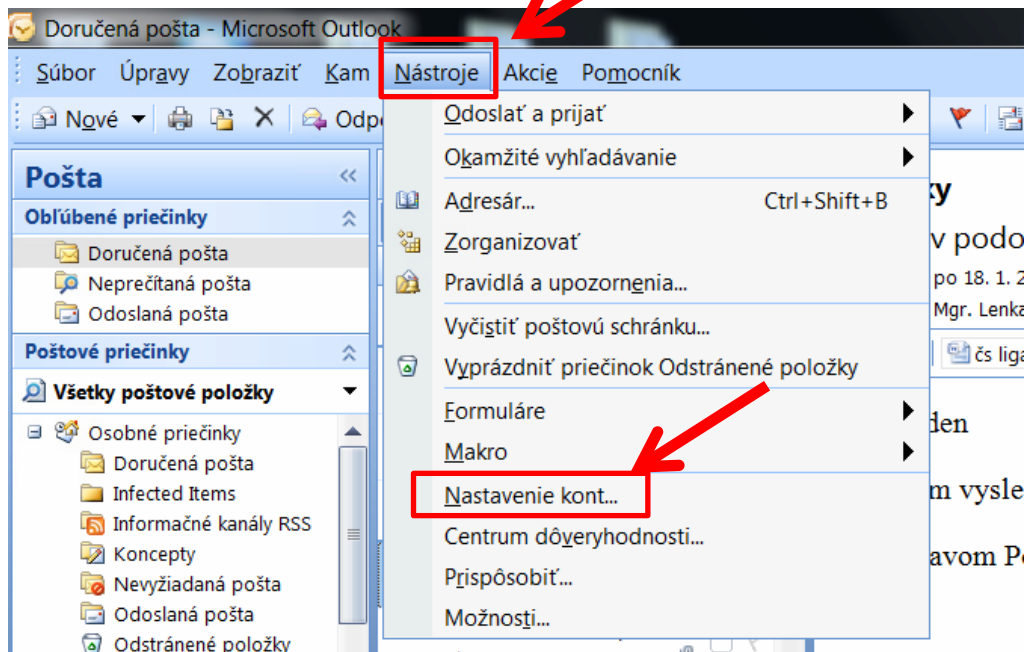 Doručená pošta - Microsoft Outlook
Súbor Úpravy Zobraziť Kam Nástroje Akcie Pomocník
Nové
Pošta
Obľúbené priečinky
Doručená pošta
Neprečítaná pošta
Odoslaná pošta
Poštové priečinky
Všetky poštové položky
Osobné priečinky
Doručená pošta
Infected Items
Informačné kanály RSS
Koncepty
Nevyžiadaná pošta
Odoslaná pošta
Odstránené položky
Odoslať a prijať
Okamžité vyhľadávanie
Adresár... Ctrl+Shift+B
Zorganizovať
Pravidlá a upozornenia...
Vyčistiť poštovú schránku...
Vyprázdniť priečinok Odstránené položky
Formuláre
Makro
Nastavenie kont...
Centrum dôveryhodnosti...
Prispôsobiť...
Možnosti...
v podo
po 18. 1. 2
Mgr. Lenka
čs liga
den
m vysle
avom Po